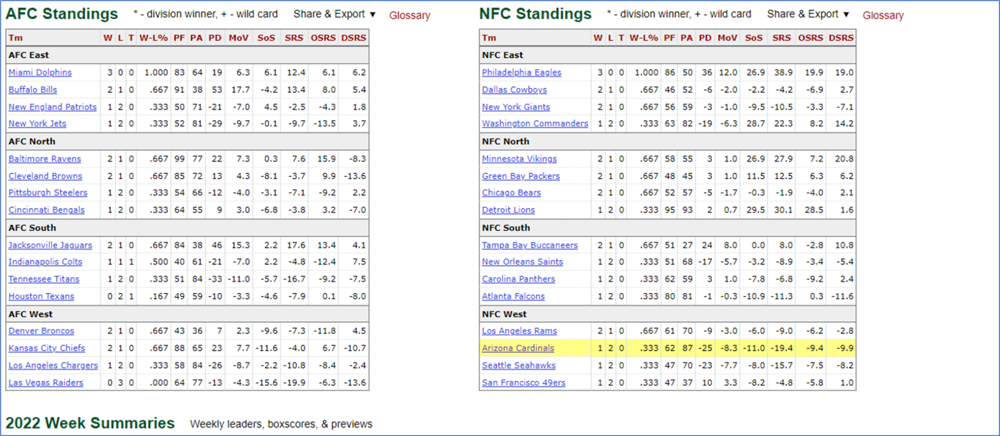 AFC Standings * - division winner, + - wild card Share & Export ▼ Glossary
Tm W L T W-L% PF PA PD MoV SoS SRS OSRS DSRS
AFC East
Miami Dolphins 3 0 0 1.000 83 64 19 6.3 6.1 12.4 6.1 6.2
Buffalo Bills 2 1 0 .667 91 38 53 17.7 -4.2 13.4 8.0 5.4
New England Patriots 1 2 0 .333 50 71 -21 -7.0 4.5 -2.5 -4.3 1.8
New York Jets 1 2 0 .333 52 81 -29 -9.7 -0.1 -9.7 -13.5 3.7
AFC North
Baltimore Ravens 2 1 0 .667 99 77 22 7.3 0.3 7.6 15.9 -8.3
Cleveland Browns 2 1 0 .667 85 72 13 4.3 -8.1 -3.7 9.9 -13.6
Pittsburgh Steelers 1 2 0 .333 54 66 -12 -4.0 -3.1 -7.1 -9.2 2.2
Cincinnati Bengals 1 2 0 .333 64 55 9 3.0 -6.8 -3.8 3.2 -7.0
AFC South
Jacksonville Jaguars 2 1 0 .667 84 38 46 15.3 2.2 17.6 13.4 4.1
Indianapolis Colts 1 1 1 .500 40 61 -21 -7.0 2.2 -4.8 -12.4 7.5
Tennessee Titans 1 2 0 .333 51 84 -33 -11.0 -5.7 -16.7 -9.2 -7.5
Houston Texans 0 2 1 .167 49 59 -10 -3.3 -4.6 -7.9 0.1 -8.0
AFC West
Denver Broncos 2 1 0 .667 43 36 7 2.3 -9.6 -7.3 -11.8 4.5
Kansas City Chiefs 2 1 0 .667 88 65 23 7.7 -11.6 -4.0 6.7 -10.7
Los Angeles Chargers 1 2 0 .333 58 84 -26 -8.7 -2.2 -10.8 -8.4 -2.4
Las Vegas Raiders 0 3 0 .000 64 77 -13 -4.3 -15.6 -19.9 -6.3 -13.6
NFC Standings * - division winner, + - wild card Share & Export ▼ Glossary
Tm W L T W-L% PF PA PD MoV SoS SRS OSRS DSRS
NFC East
Philadelphia Eagles 3 0 0 1.000 86 50 36 12.0 26.9 38.9 19.9 19.0
Dallas Cowboys 2 1 0 .667 46 52 -6 -2.0 -2.2 -4.2 -6.9 2.7
New York Giants 2 1 0 .667 56 59 -3 -1.0 -9.5 -10.5 -3.3 -7.1
Washington Commanders 1 2 0 .333 63 82 -19 -6.3 28.7 22.3 8.2 14.2
NFC North
Minnesota Vikings 2 1 0 .667 58 55 3 1.0 26.9 27.9 7.2 20.8
Green Bay Packers 2 1 0 .667 48 45 3 1.0 11.5 12.5 6.3 6.2
Chicago Bears 2 1 0 .667 52 57 -5 -1.7 -0.3 -1.9 -4.0 2.1
Detroit Lions 1 2 0 .333 95 93 2 0.7 29.5 30.1 28.5 1.6
NFC South
Tampa Bay Buccaneers 2 1 0 .667 51 27 24 8.0 0.0 8.0 -2.8 10.8
New Orleans Saints 1 2 0 .333 51 68 -17 -5.7 -3.2 -8.9 -3.4 -5.4
Carolina Panthers 1 2 0 .333 62 59 3 1.0 -7.8 -6.8 -9.2 2.4
Atlanta Falcons 1 2 0 .333 80 81 -1 -0.3 -10.9 -11.3 0.3 -11.6
NFC West
Los Angeles Rams 2 1 0 .667 61 70 -9 -3.0 -6.0 -9.0 -6.2 -2.8
Arizona Cardinals 1 2 0 .333 62 87 -25 -8.3 -11.0 -19.4 -9.4 -9.9
Seattle Seahawks 1 2 0 .333 47 70 -23 -7.7 -8.0 -15.7 -7.5 -8.2
San Francisco 49ers 1 2 0 .333 47 37 10 3.3 -8.2 -4.8 -5.8 1.0
2022 Week Summaries Weekly leaders, boxscores, & previews